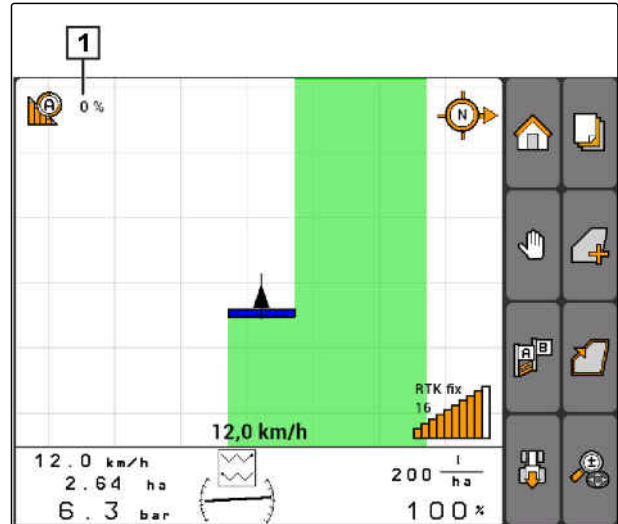 1
A 0 %
N
A B
RTK fix
16
12,0 km/h
12.0 km/h
2.64 ha
6.3 bar
200 l
ha
100 %